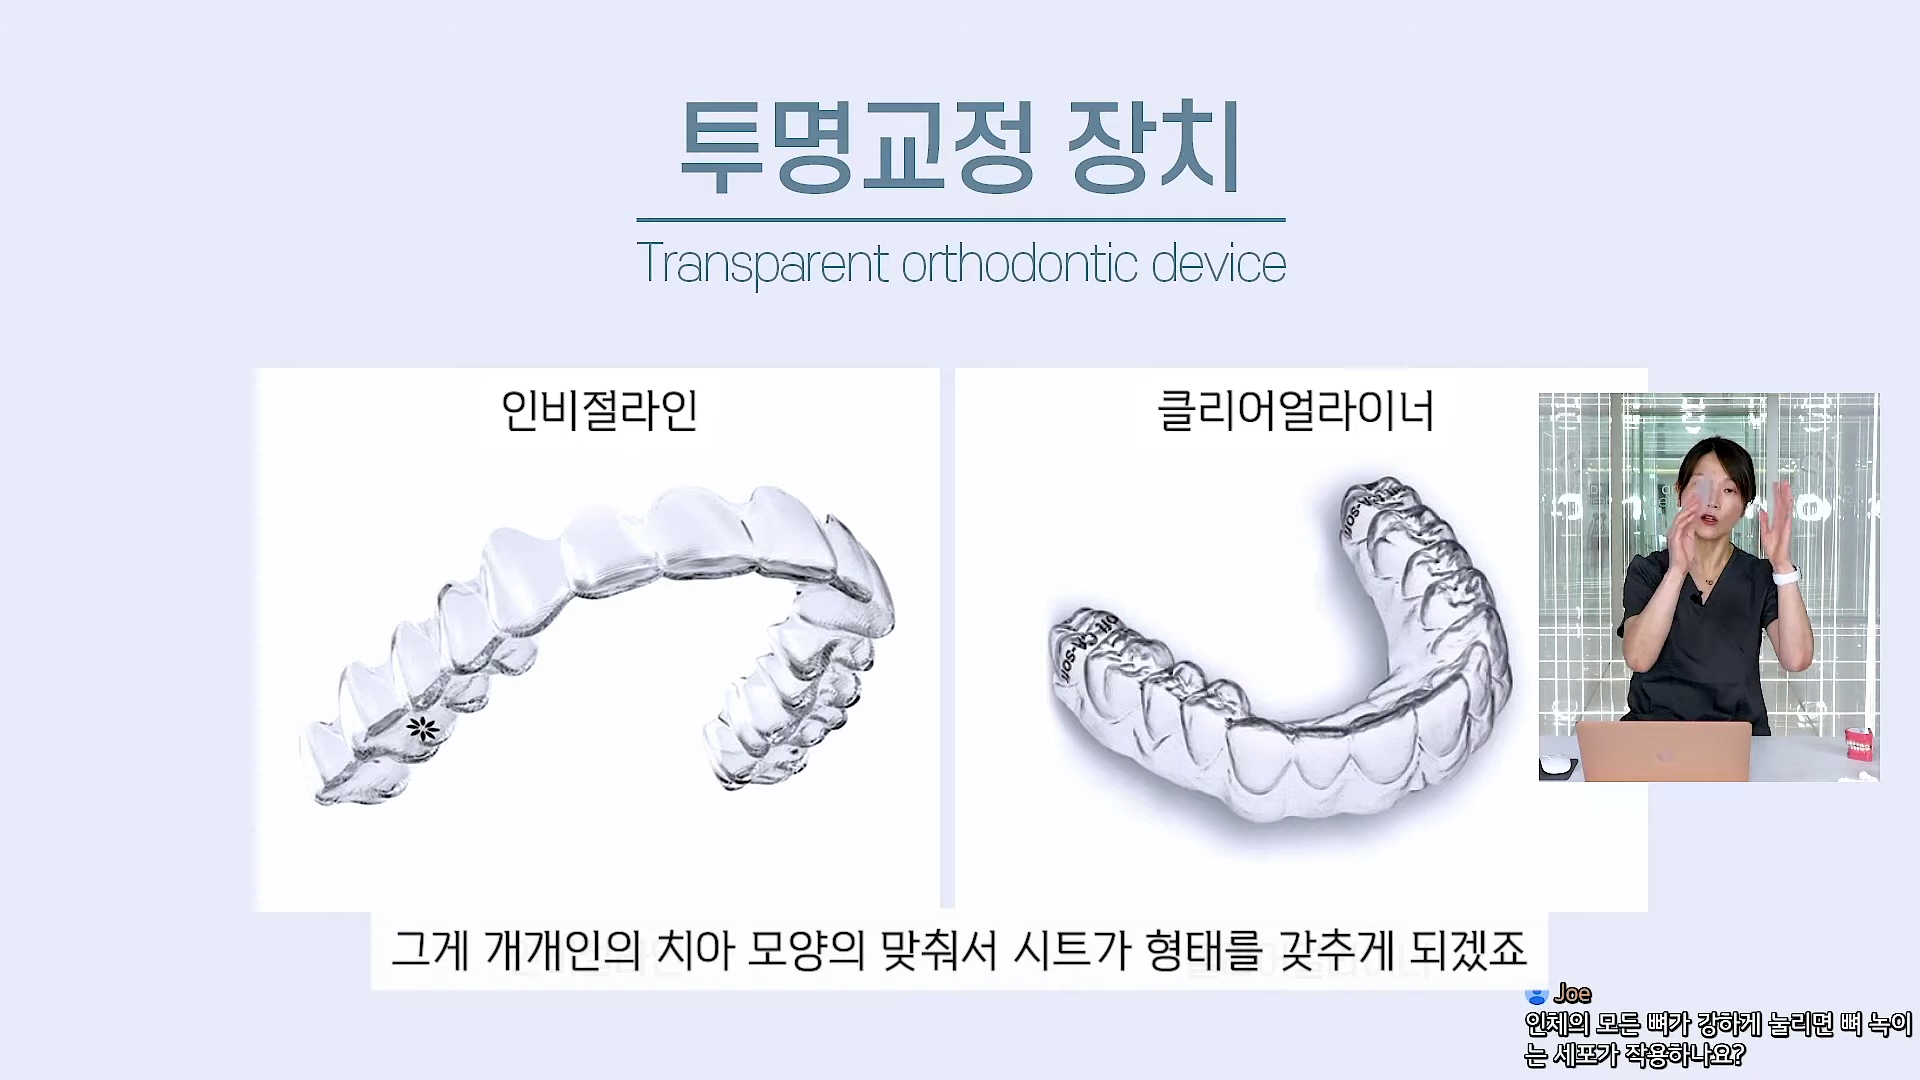 투명교정 장치
Transparent orthodontic device
인비절라인
클리어얼라이너
그게 개개인의 치아 모양의 맞춰서 시트가 형태를 갖추게 되겠죠
Joe
인체의 모든 뼈가 강하게 눌리면 뼈 녹이
는 세포가 작용하나요?